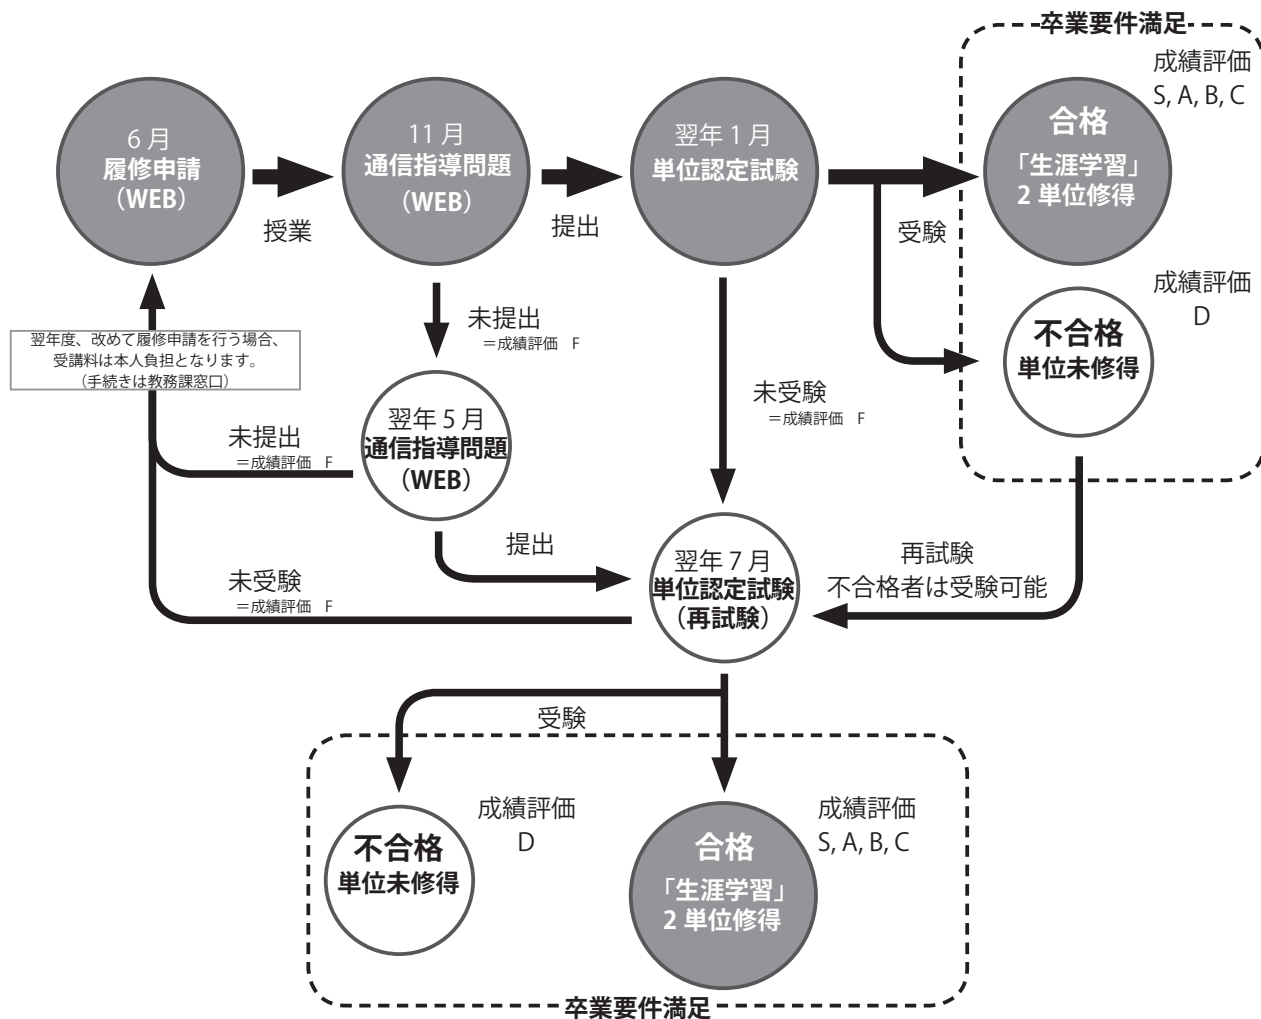 卒業要件満足
成績評価
S, A, B, C
6 月
履修申請
（WEB）
授業
11 月
通信指導問題
（WEB）
提出
翌年 1 月
単位認定試験
受験
合格
「生涯学習」
2 単位修得
成績評価
D
不合格
単位未修得
未提出
＝成績評価　F
翌年度、改めて履修申請を行う場合、
受講料は本人負担となります。
（手続きは教務課窓口）
翌年 5 月
通信指導問題
（WEB）
未提出
＝成績評価　F
未受験
＝成績評価　F
提出
翌年 7 月
単位認定試験
（再試験）
再試験
不合格者は受験可能
未受験
＝成績評価　F
受験
不合格
単位未修得
成績評価
D
合格
「生涯学習」
2 単位修得
成績評価
S, A, B, C
卒業要件満足